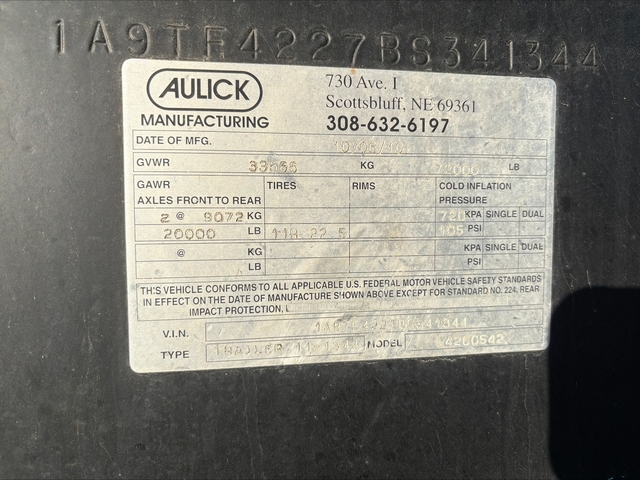 1A9TF4227BS341344
AULICK
MANUFACTURING
730 Ave. I
Scottsbluff, NE 69361
308-632-6197
DATE OF MFG.
GVWR KG LB
GAWR TIRES RIMS COLD INFLATION
AXLES FRONT TO REAR PRESSURE
2 @ 9072 KG KPA SINGLE DUAL
20000 LB 11R 22.5 105 PSI
@ KG KPA SINGLE DUAL
LB PSI
THIS VEHICLE CONFORMS TO ALL APPLICABLE U.S. FEDERAL MOTOR VEHICLE SAFETY STANDARDS
IN EFFECT ON THE DATE OF MANUFACTURE SHOWN ABOVE EXCEPT FOR STANDARD NO. 224, REAR
IMPACT PROTECTION,
V.I.N.
TYPE TRAILER MODEL